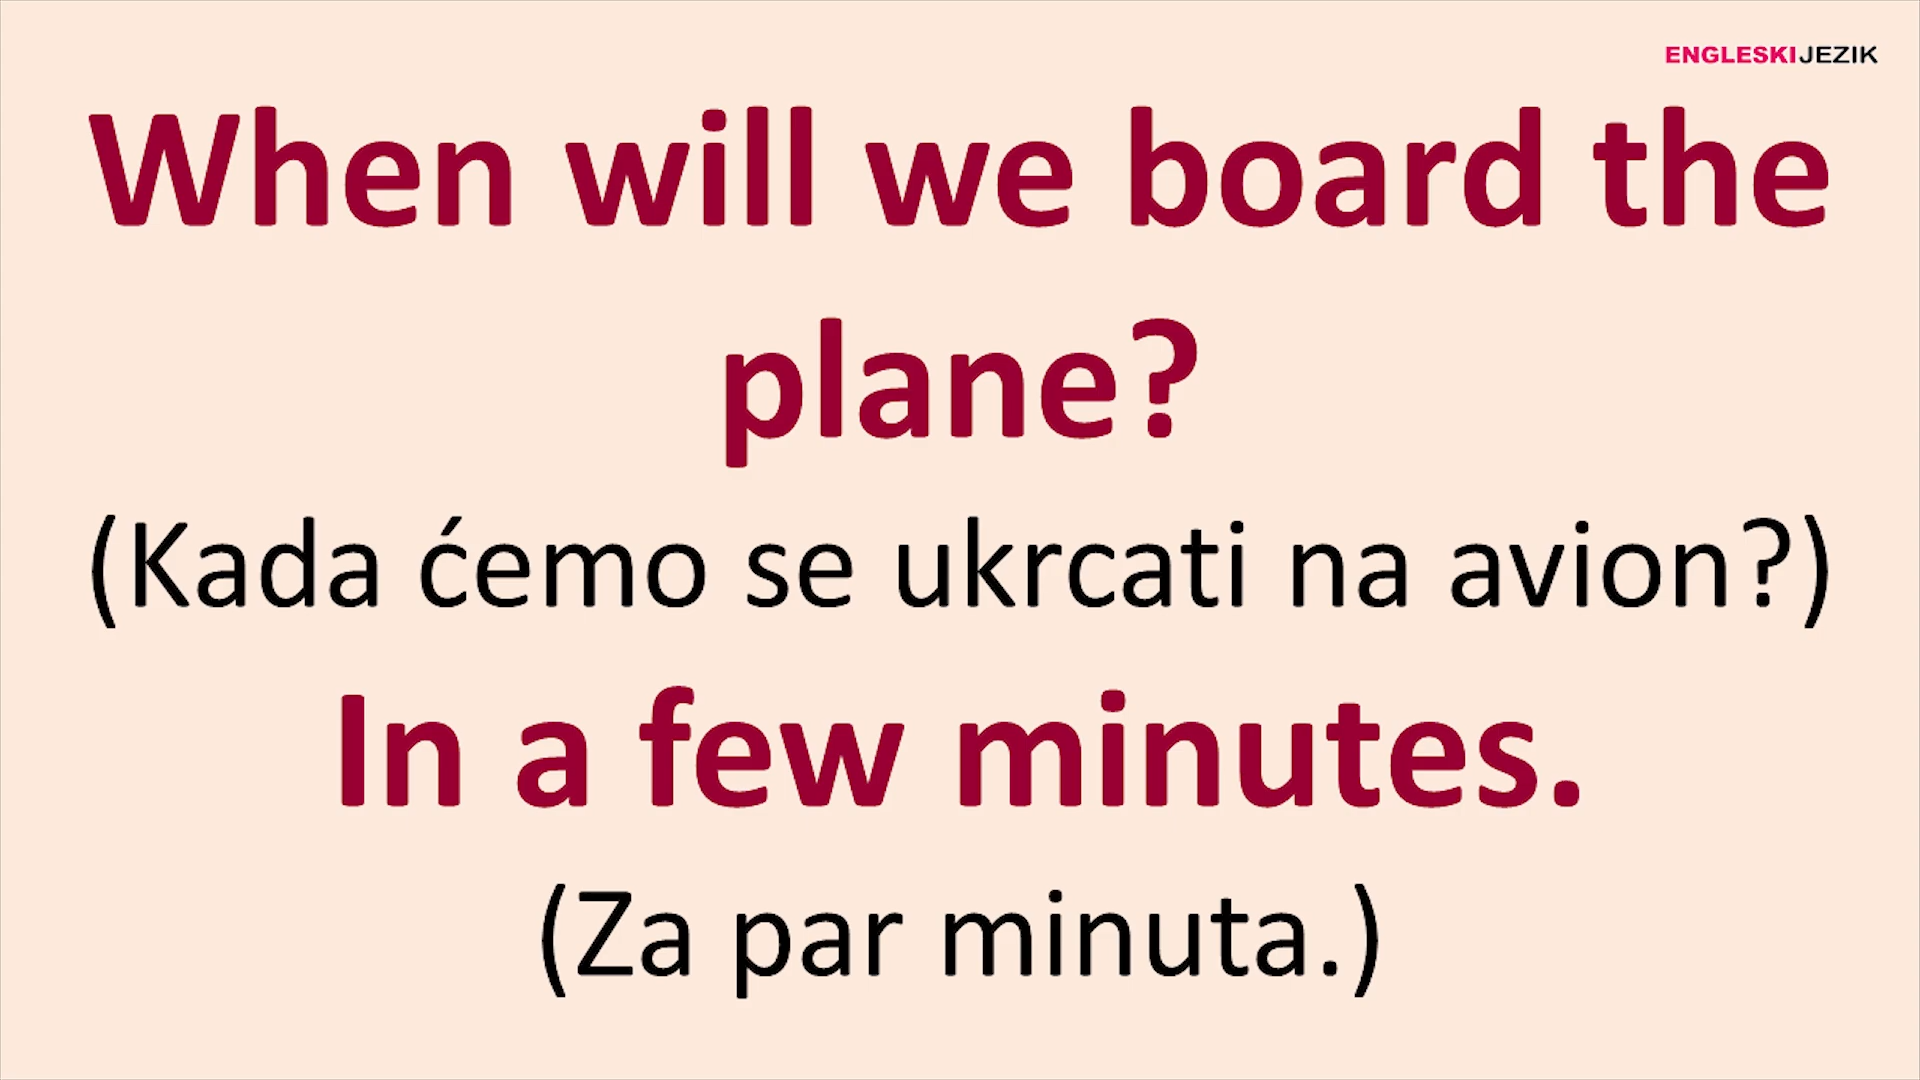 ENGLESKIJEZIK
When will we board the
plane?
(Kada ćemo se ukrcati na avion?)
In a few minutes.
(Za par minuta.)